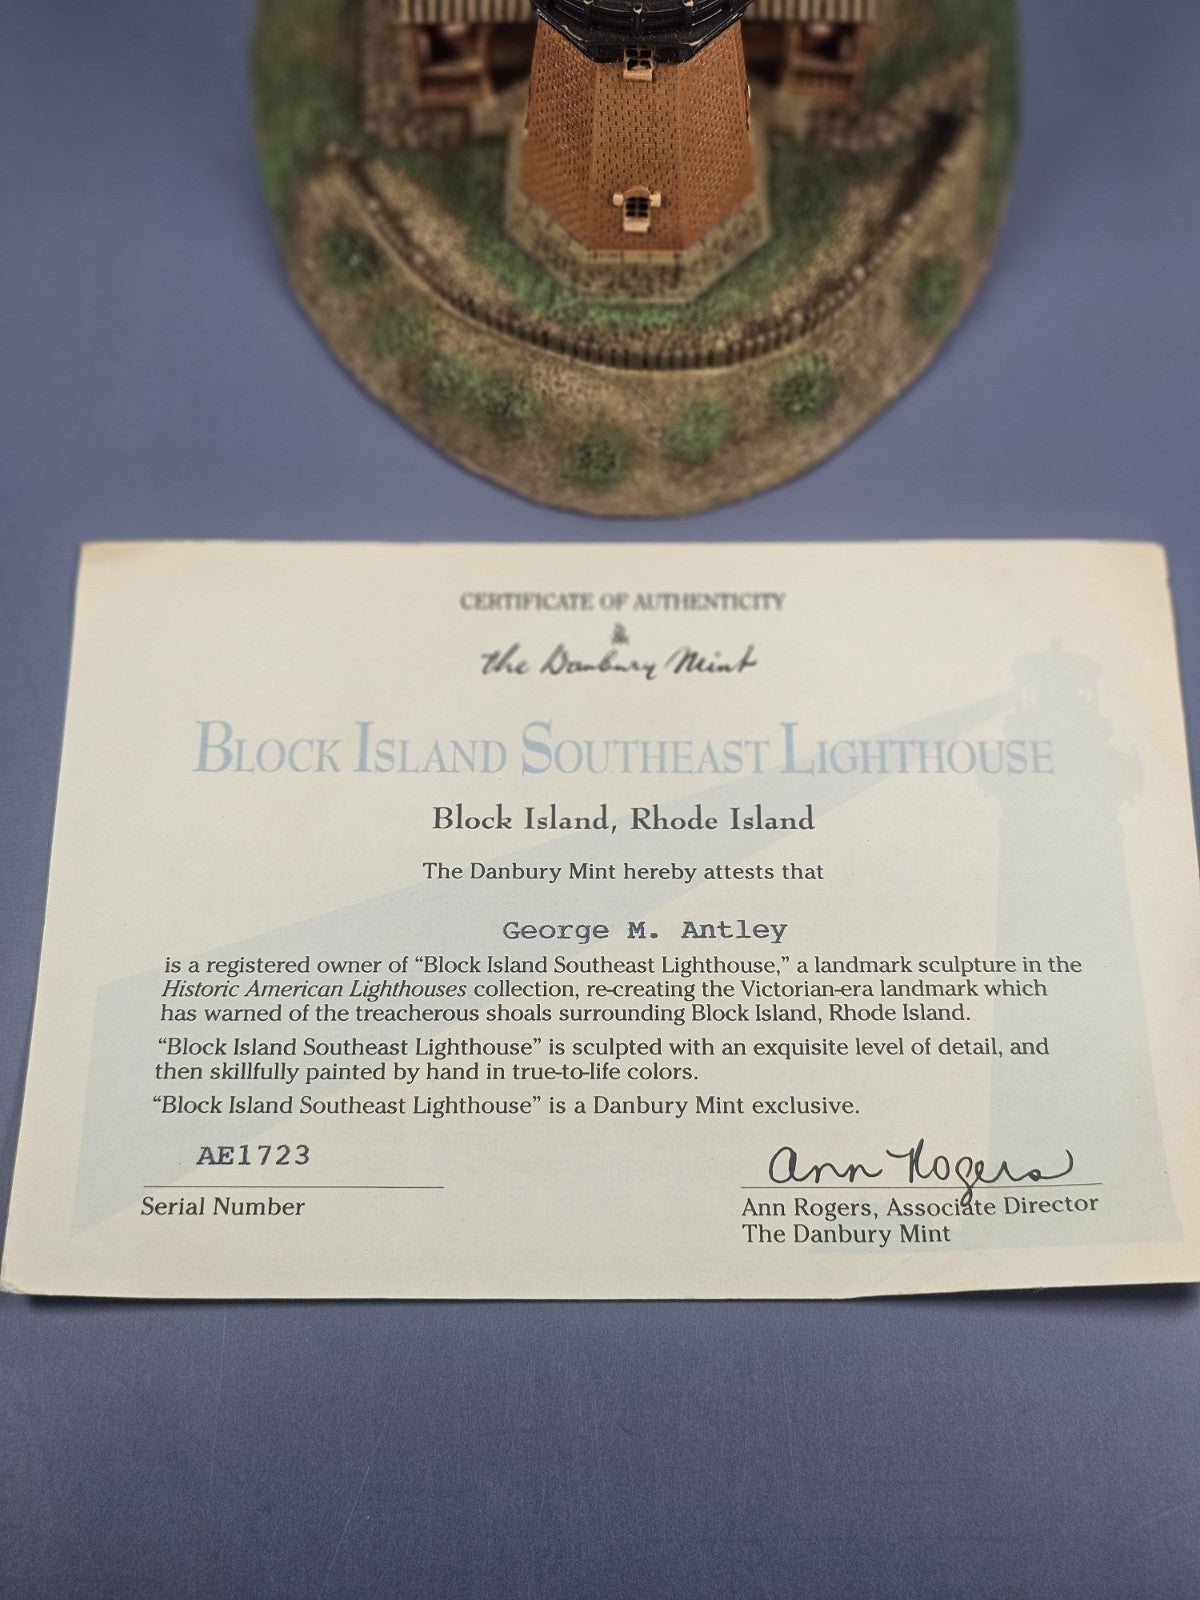 CERTIFICATE OF AUTHENTICITY
the Danbury Mint
BLOCK ISLAND SOUTHEAST LIGHTHOUSE
Block Island, Rhode Island
The Danbury Mint hereby attests that
George M. Antley
is a registered owner of “Block Island Southeast Lighthouse,” a landmark sculpture in the
Historic American Lighthouses collection, re-creating the Victorian-era landmark which
has warned of the treacherous shoals surrounding Block Island, Rhode Island.
“Block Island Southeast Lighthouse” is sculpted with an exquisite level of detail, and
then skillfully painted by hand in true-to-life colors.
“Block Island Southeast Lighthouse” is a Danbury Mint exclusive.
AE1723
Serial Number
Ann Rogers
Ann Rogers, Associate Director
The Danbury Mint